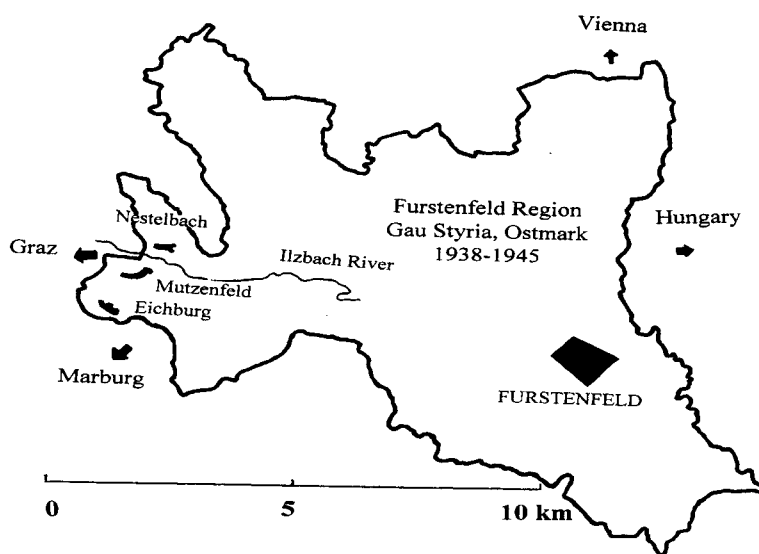 Vienna
Nestelbach
Furstenfeld Region
Gau Styria, Ostmark
1938-1945
Hungary
Graz
Ilzbach River
Mutzenfeld
Eichburg
Marburg
FURSTENFELD
0 5 10 km